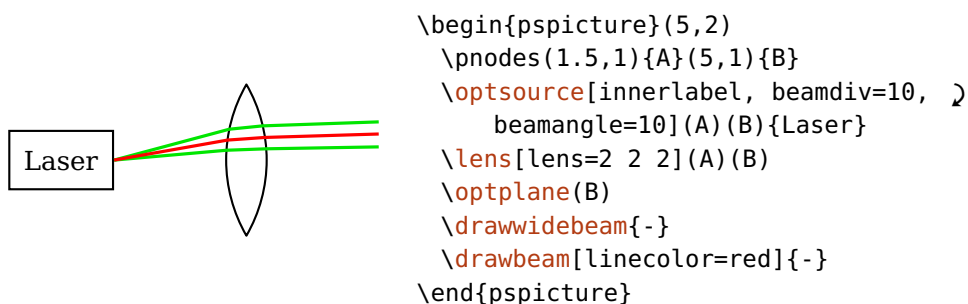 Laser
\begin{pspicture}(5,2)
\pnodes(1.5,1){A}(5,1){B}
\optsource[innerlabel, beamdiv=10,
beamangle=10](A)(B){Laser}
\lens[lens=2 2 2](A)(B)
\optplane(B)
\drawwidebeam{-}
\drawbeam[linecolor=red]{-}
\end{pspicture}